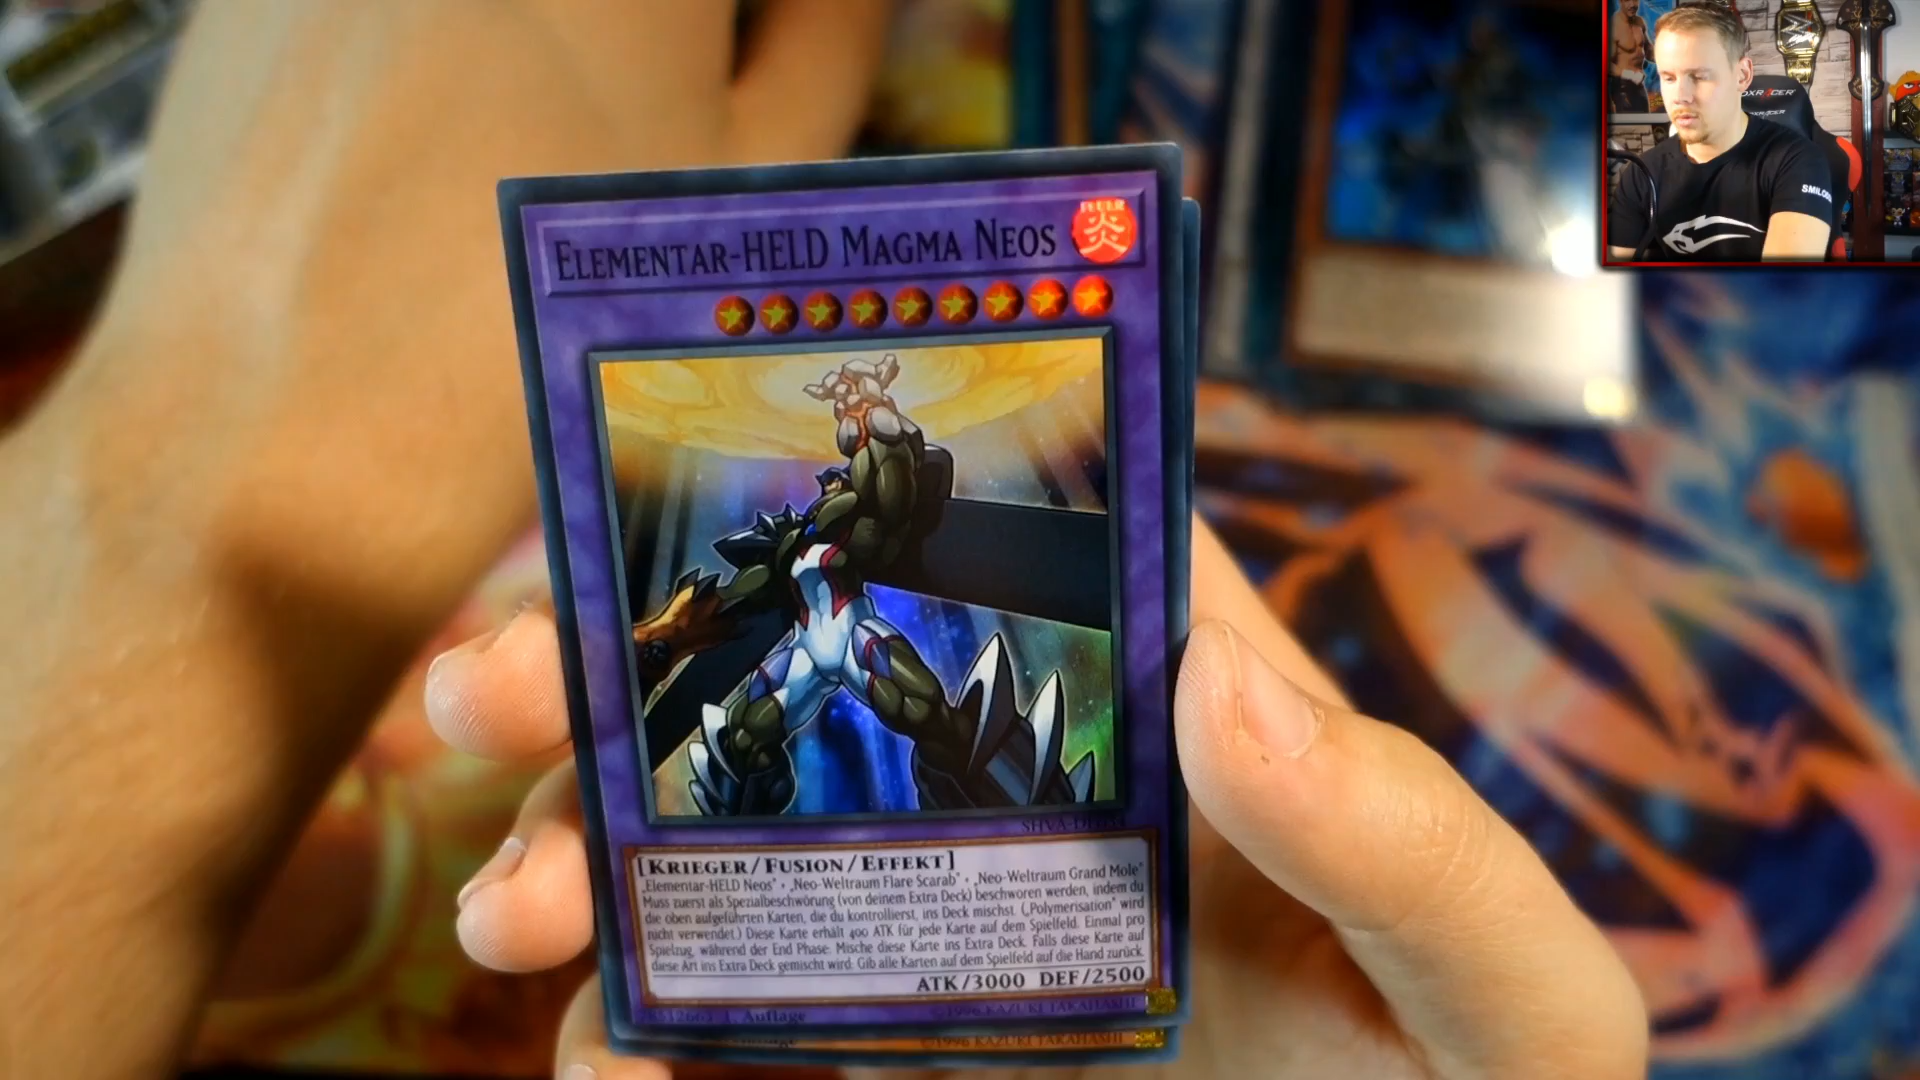 ELEMENTAR-HELD MAGMA NEOS
FEUER
炎
[KRIEGER/FUSION/EFFEKT]
„Elementar-HELD Neos“ + „Neo-Weltraum Flare Scarab“ + „Neo-Weltraum Grand Mole“
Muss zuerst als Spezialbeschwörung (von deinem Extra Deck) beschworen werden, indem du
die oben aufgeführten Karten, die du kontrollierst, ins Deck mischst. („Polymerisation“ wird
nicht verwendet.) Diese Karte erhält 400 ATK für jede Karte auf dem Spielfeld. Einmal pro
Spielzug, während der End Phase: Mische diese Karte ins Extra Deck. Falls diese Karte auf
diese Art ins Extra Deck gemischt wird: Gib alle Karten auf dem Spielfeld auf die Hand zurück.
ATK/3000 DEF/2500
1. Auflage
©1996 KAZUKI TAKAHASHI
©1996 KAZUKI TAKAHASHI